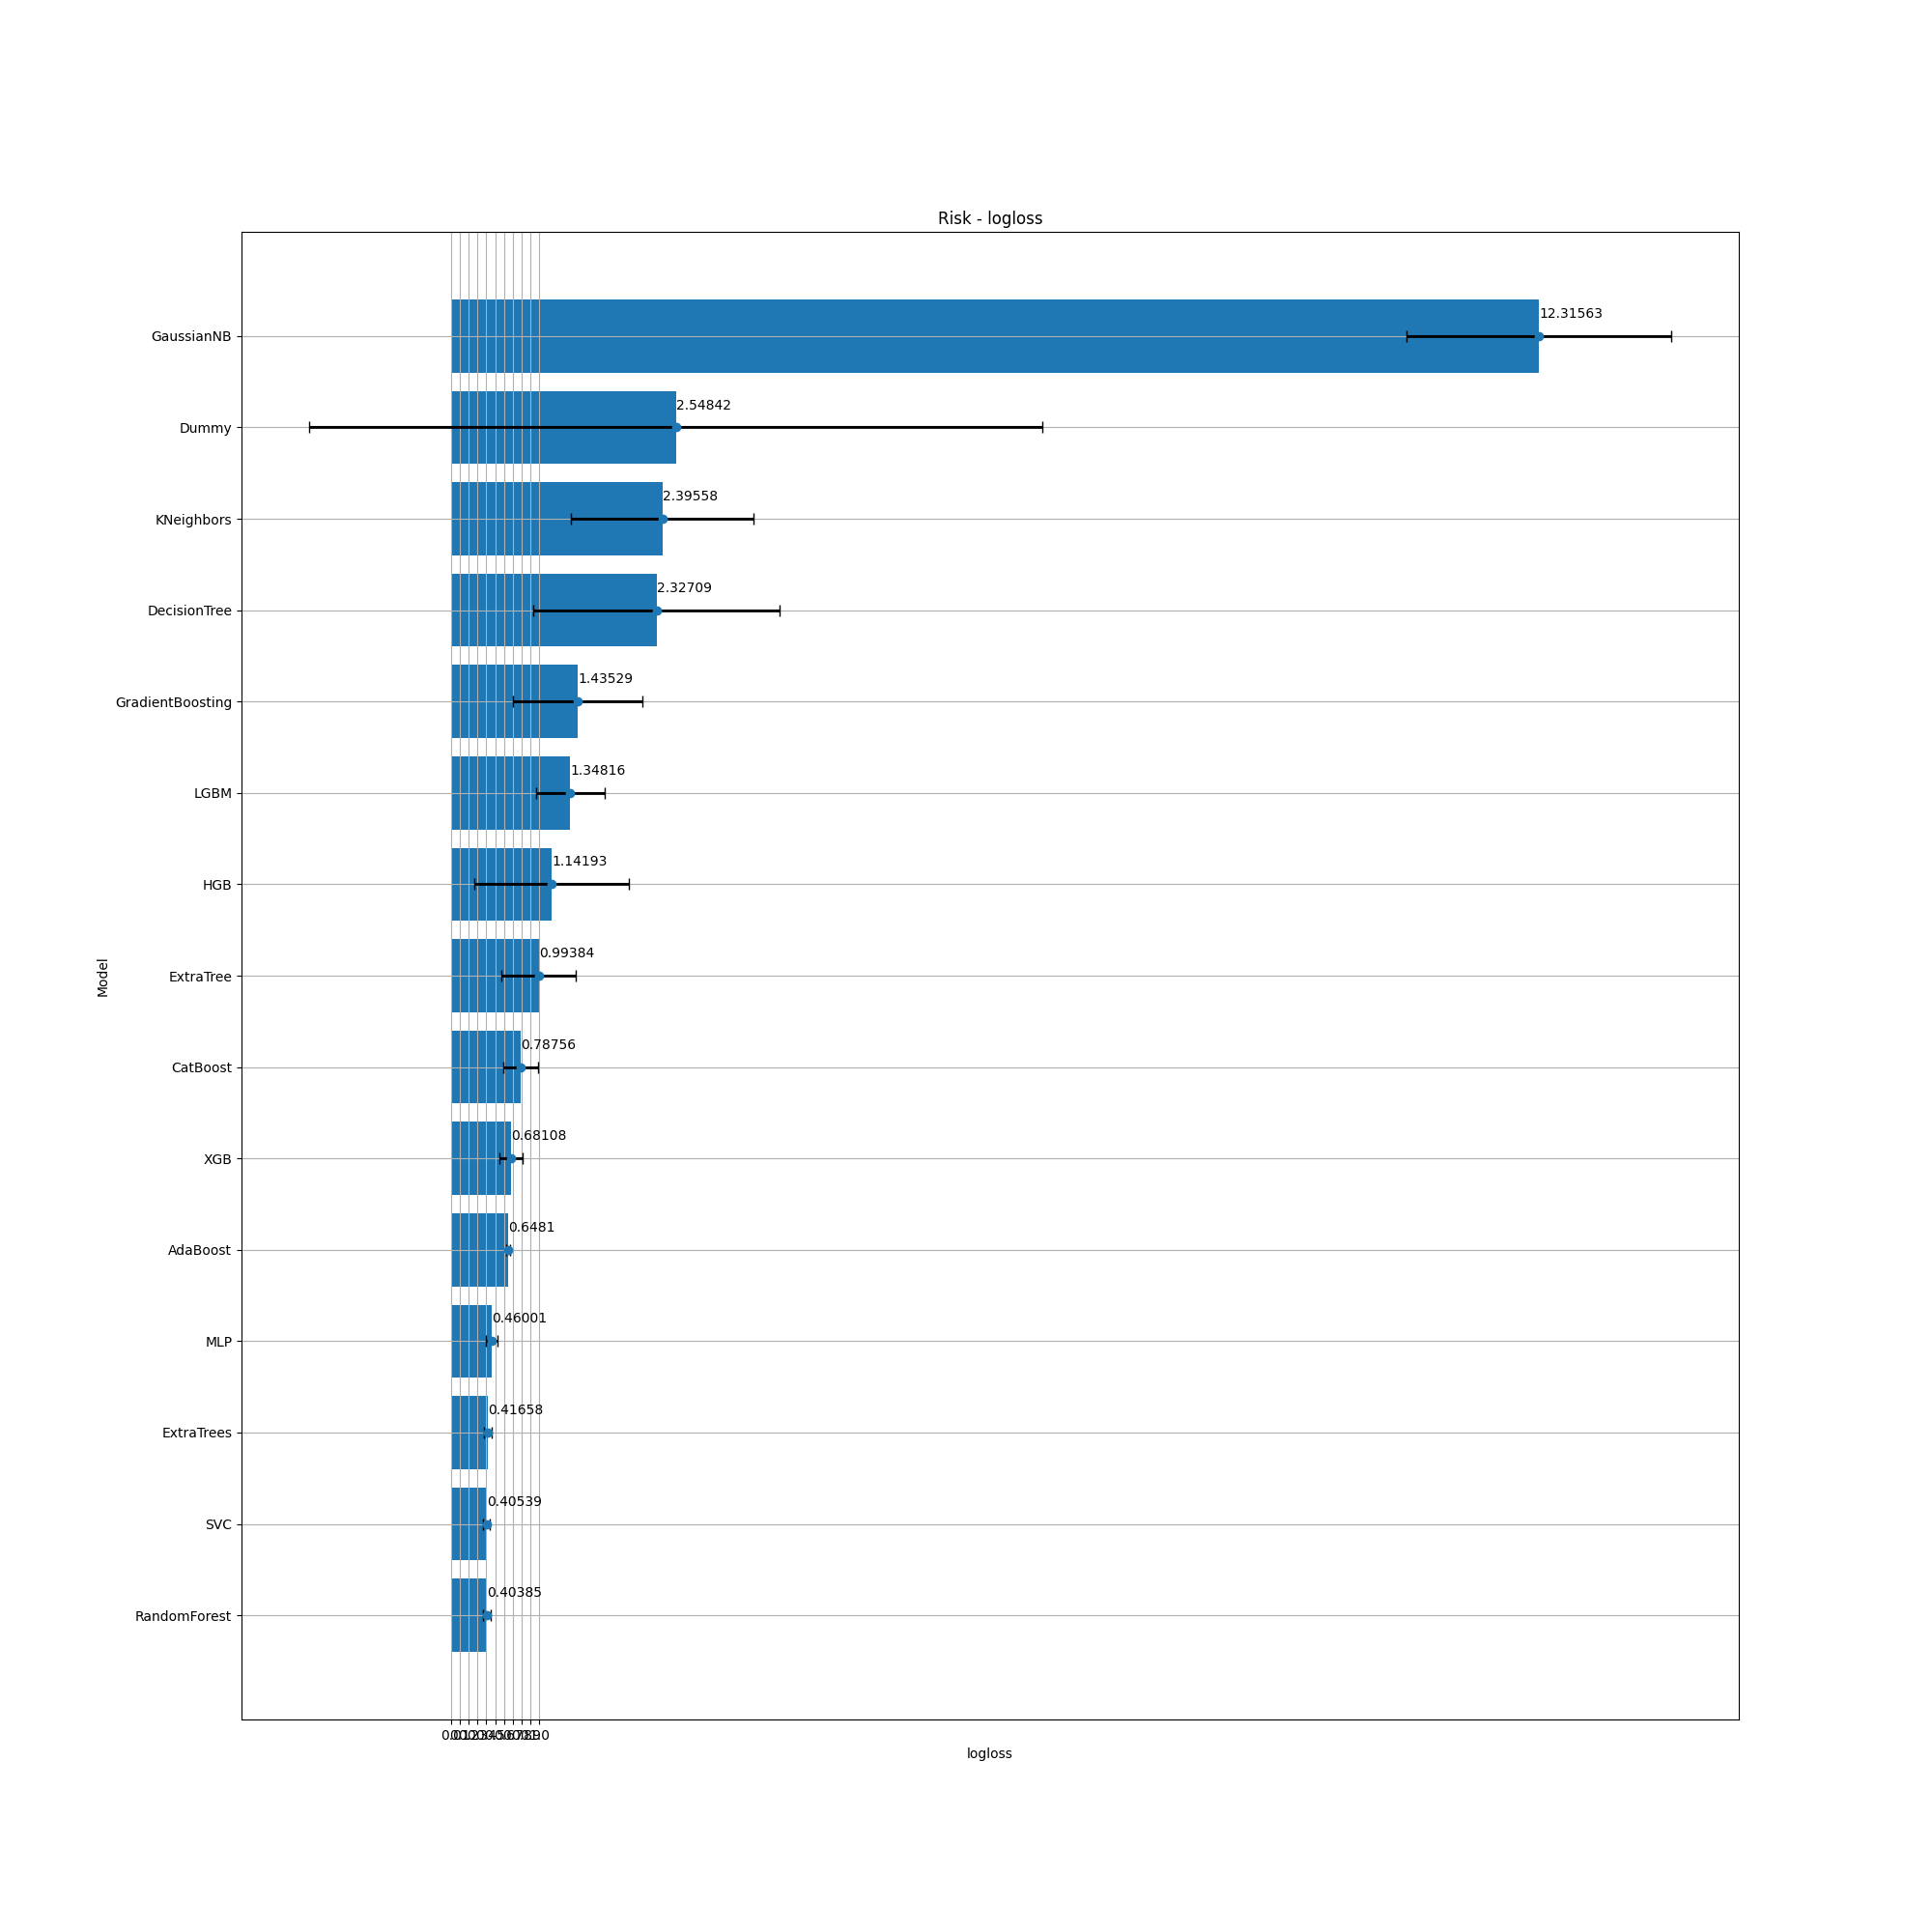 Risk - logloss
GaussianNB
12.31563
Dummy
2.54842
KNeighbors
2.39558
DecisionTree
2.32709
GradientBoosting
1.43529
LGBM
1.34816
HGB
1.14193
ExtraTree
0.99384
CatBoost
0.78756
XGB
0.68108
AdaBoost
0.6481
MLP
0.46001
ExtraTrees
0.41658
SVC
0.40539
RandomForest
0.40385
Model
logloss